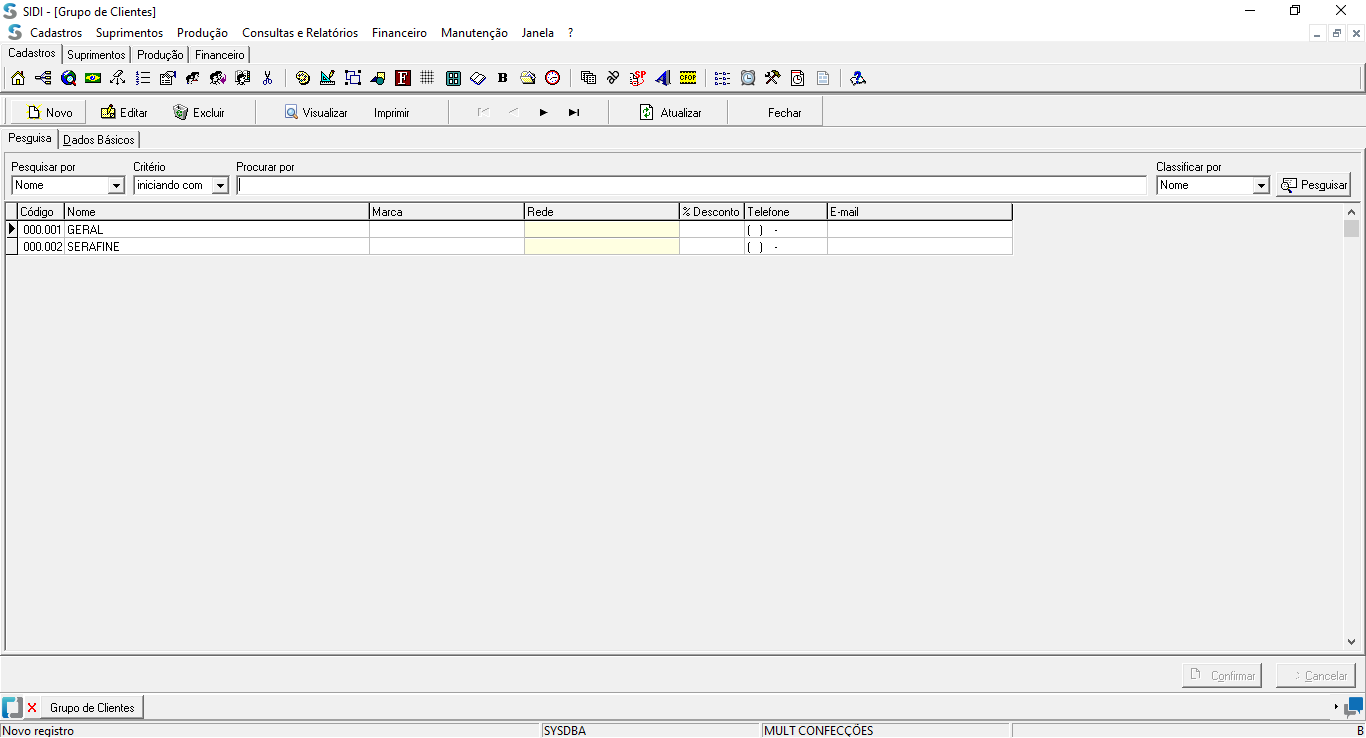 SIDI - [Grupo de Clientes]
Cadastros Suprimentos Produção Consultas e Relatórios Financeiro Manutenção Janela ?
Cadastros Suprimentos Produção Financeiro
F B SP CFOP
Novo Editar Excluir Visualizar Imprimir Atualizar Fechar
Pesquisa Dados Básicos
Pesquisar por Critério Procurar por Classificar por
Nome iniciando com Nome Pesquisar
Código Nome Marca Rede % Desconto Telefone E-mail
000.001 GERAL ( ) -
000.002 SERAFINE ( ) -
Confirmar Cancelar
Grupo de Clientes
Novo registro SYSDBA MULT CONFECÇÕES B